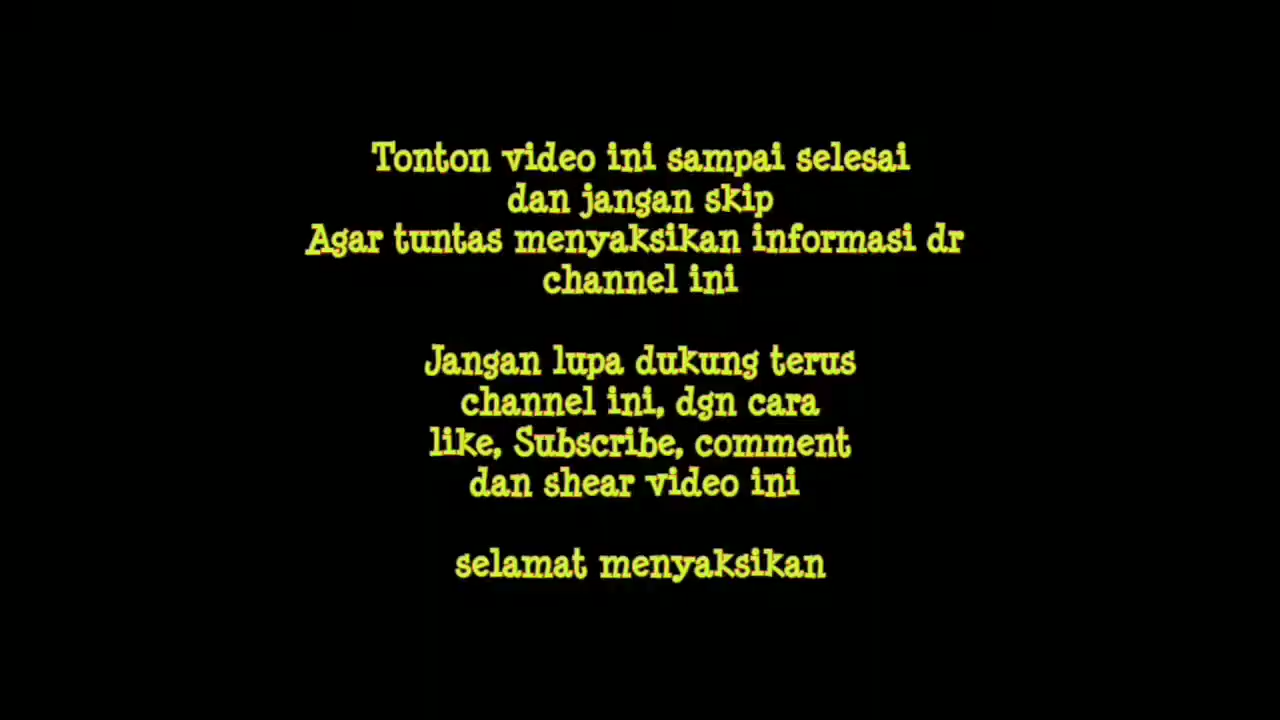 Tonton video ini sampai selesai
dan jangan skip
Agar tuntas menyaksikan informasi dr
channel ini
Jangan lupa dukung terus
channel ini, dgn cara
like, Subscribe, comment
dan shear video ini
selamat menyaksikan